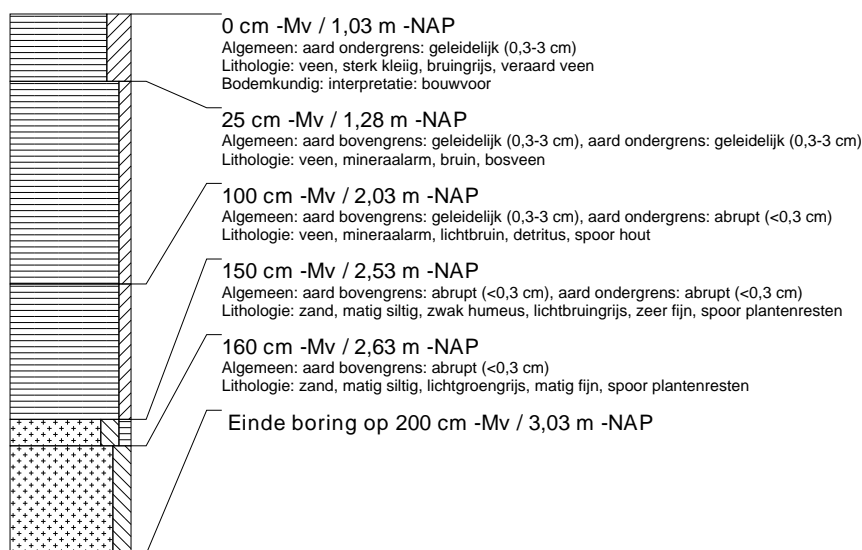 0 cm -Mv / 1,03 m -NAP
Algemeen: aard ondergrens: geleidelijk (0,3-3 cm)
Lithologie: veen, sterk kleiig, bruingrijs, veraard veen
Bodemkundig: interpretatie: bouwvoor
25 cm -Mv / 1,28 m -NAP
Algemeen: aard bovengrens: geleidelijk (0,3-3 cm), aard ondergrens: geleidelijk (0,3-3 cm)
Lithologie: veen, mineraalarm, bruin, bosveen
100 cm -Mv / 2,03 m -NAP
Algemeen: aard bovengrens: geleidelijk (0,3-3 cm), aard ondergrens: abrupt (<0,3 cm)
Lithologie: veen, mineraalarm, lichtbruin, detritus, spoor hout
150 cm -Mv / 2,53 m -NAP
Algemeen: aard bovengrens: abrupt (<0,3 cm), aard ondergrens: abrupt (<0,3 cm)
Lithologie: zand, matig siltig, zwak humeus, lichtbruingrijs, zeer fijn, spoor plantenresten
160 cm -Mv / 2,63 m -NAP
Algemeen: aard bovengrens: abrupt (<0,3 cm)
Lithologie: zand, matig siltig, lichtgroengrijs, matig fijn, spoor plantenresten
Einde boring op 200 cm -Mv / 3,03 m -NAP